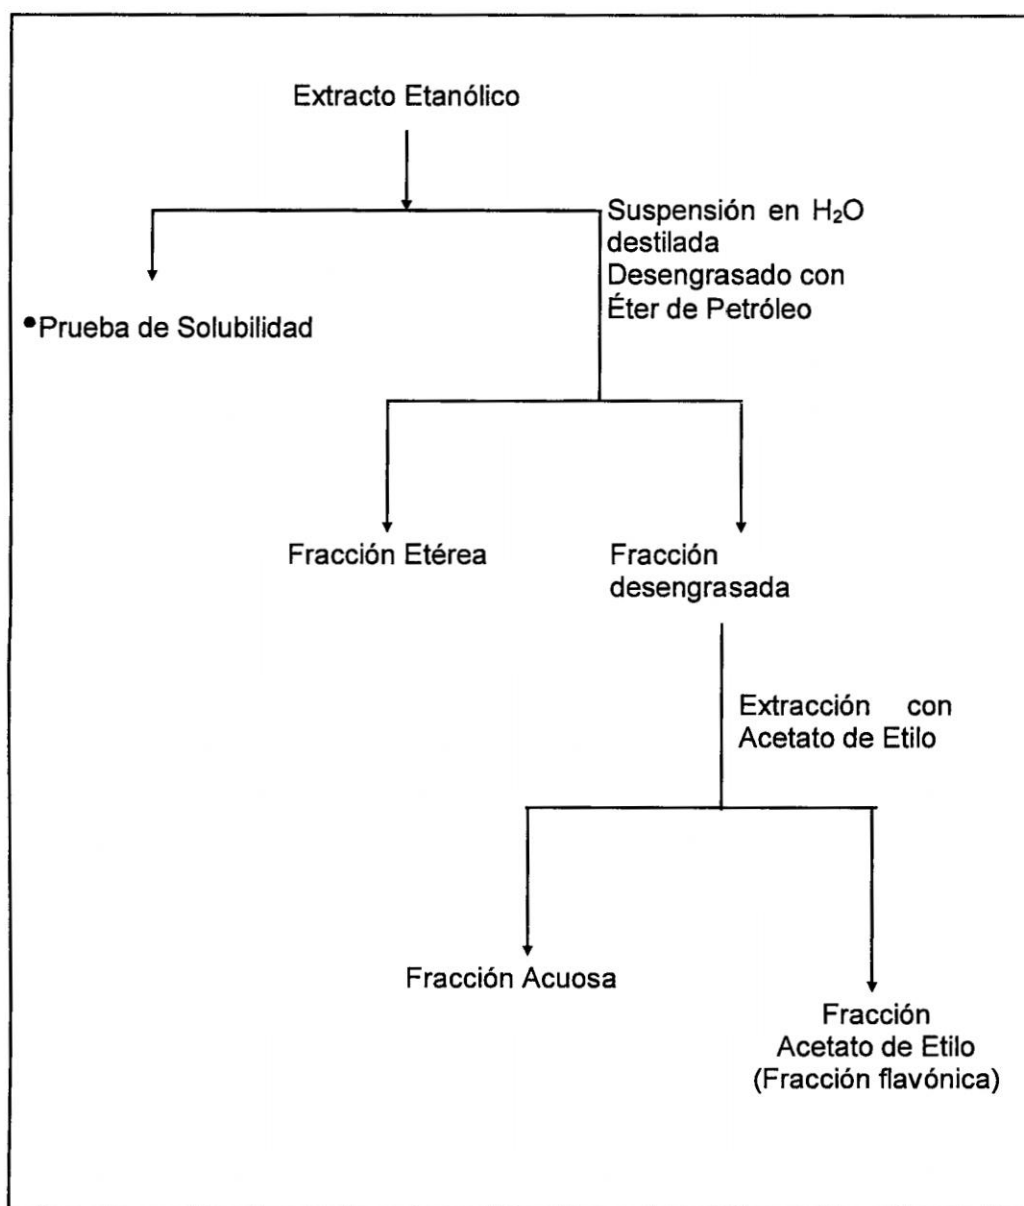 Extracto Etanólico
Suspensión en H₂O
destilada
Desengrasado con
Éter de Petróleo
•Prueba de Solubilidad
Fracción Etérea
Fracción
desengrasada
Extracción con
Acetato de Etilo
Fracción Acuosa
Fracción
Acetato de Etilo
(Fracción flavónica)